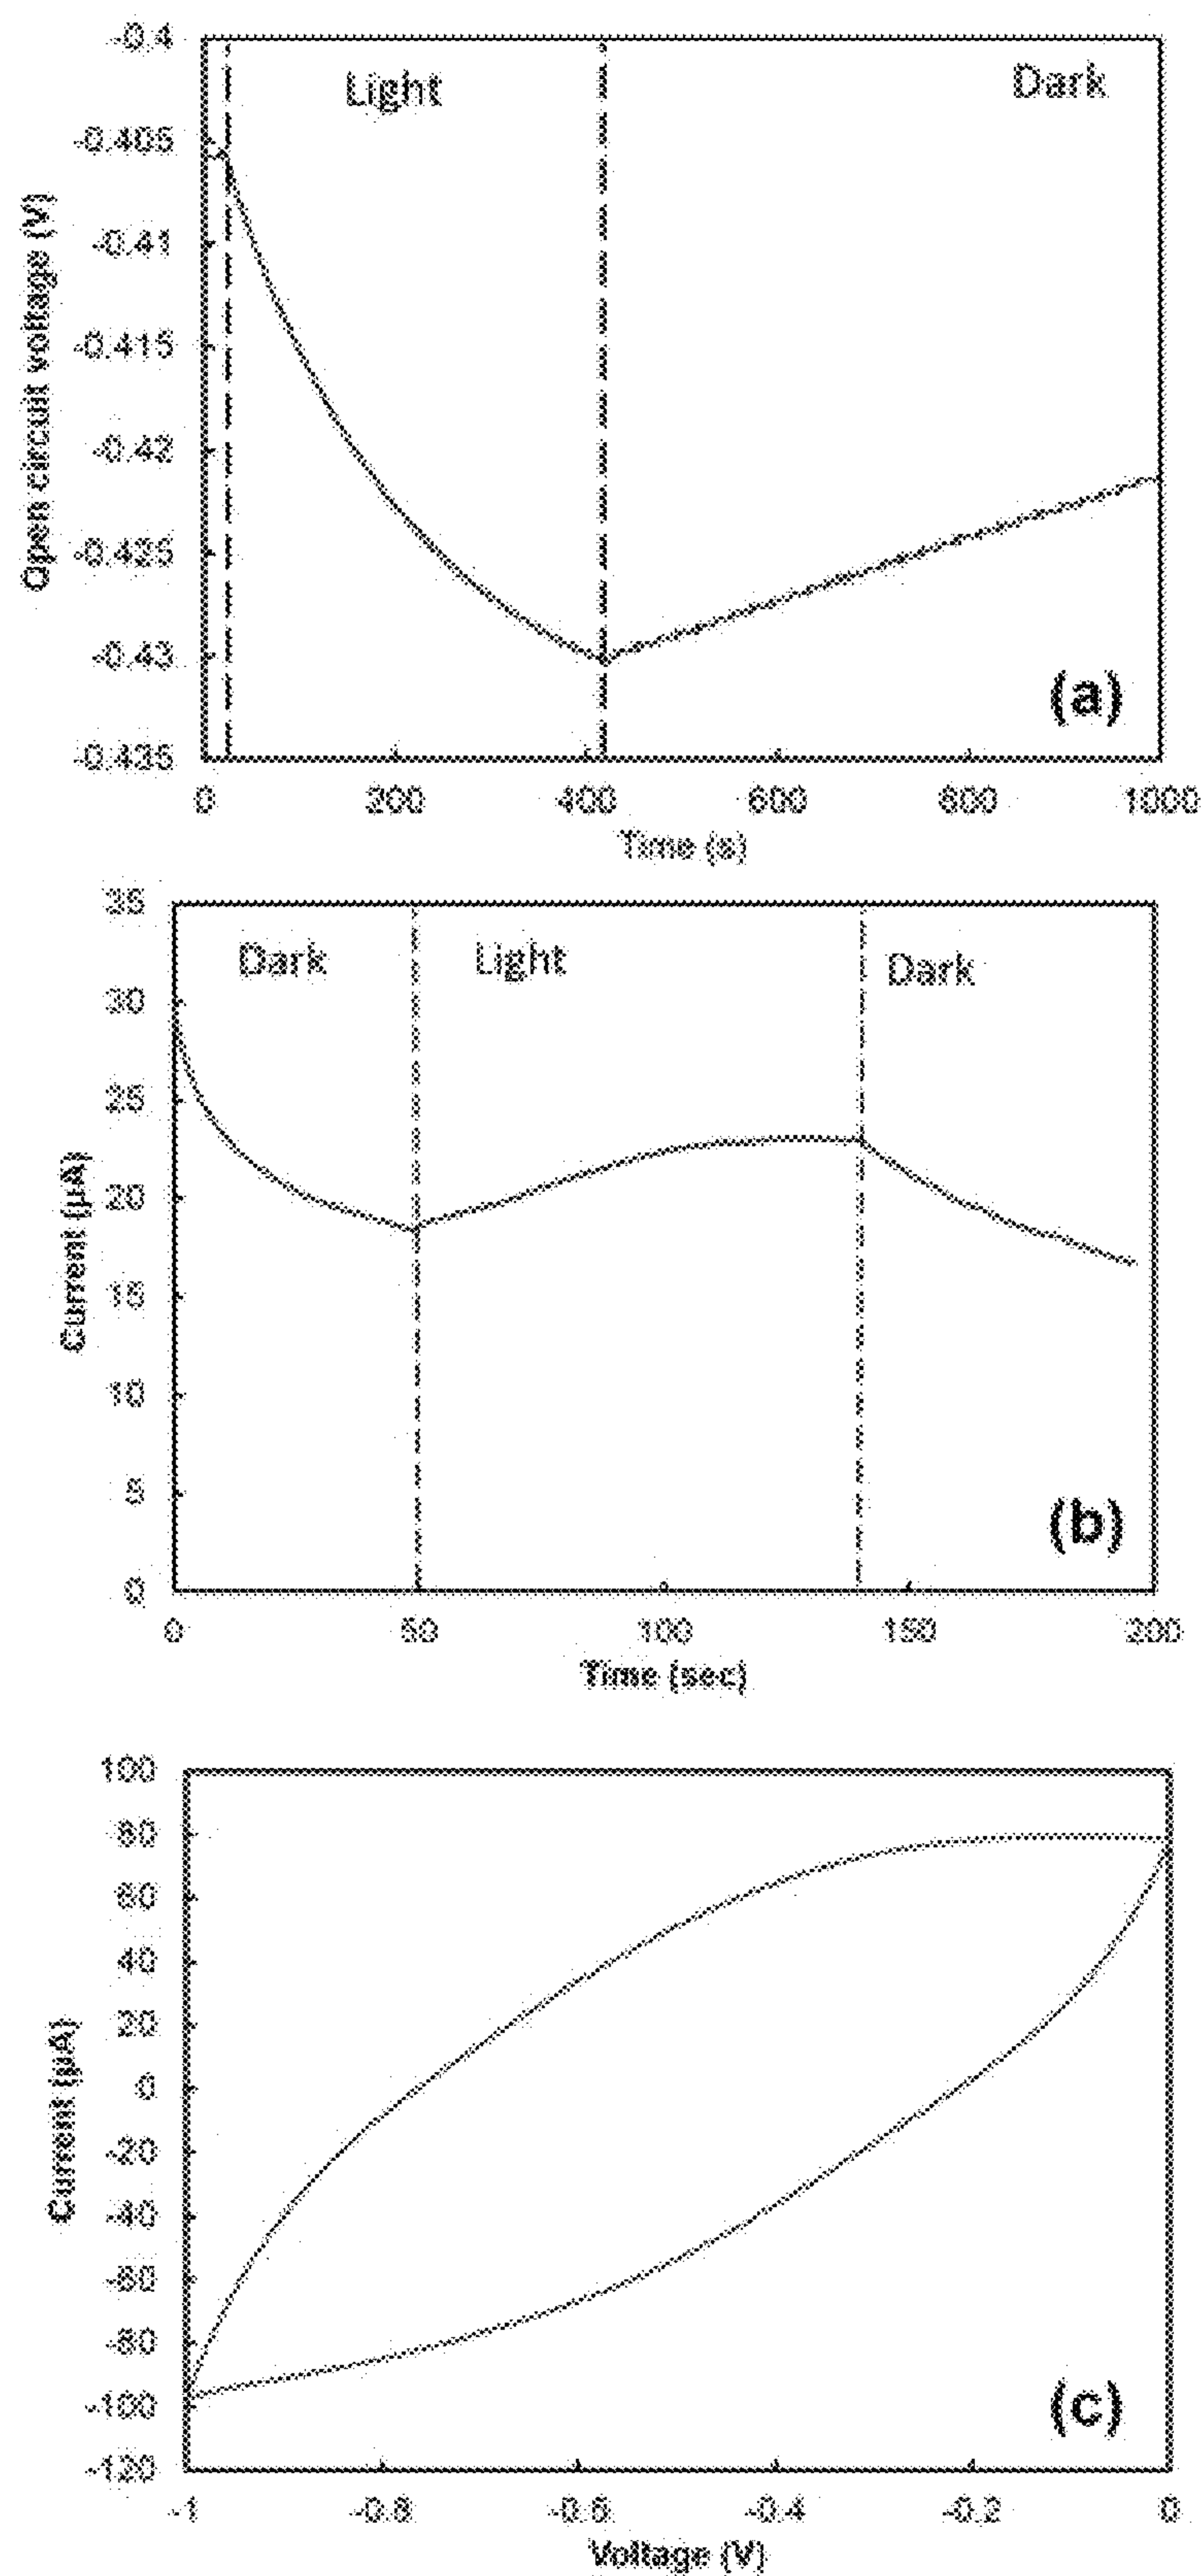 -0.4
-0.405
-0.41
-0.415
-0.42
-0.425
-0.43
-0.435
Open circuit voltage (V)
Light
Dark
(a)
0 200 400 600 800 1000
Time (s)
35
30
25
20
15
10
5
0
Current (µA)
Dark
Light
Dark
(b)
0 50 100 150 200
Time (sec)
100
80
60
40
20
0
-20
-40
-60
-80
-100
-120
Current (µA)
(c)
-1 -0.8 -0.6 -0.4 -0.2 0
Voltage (V)